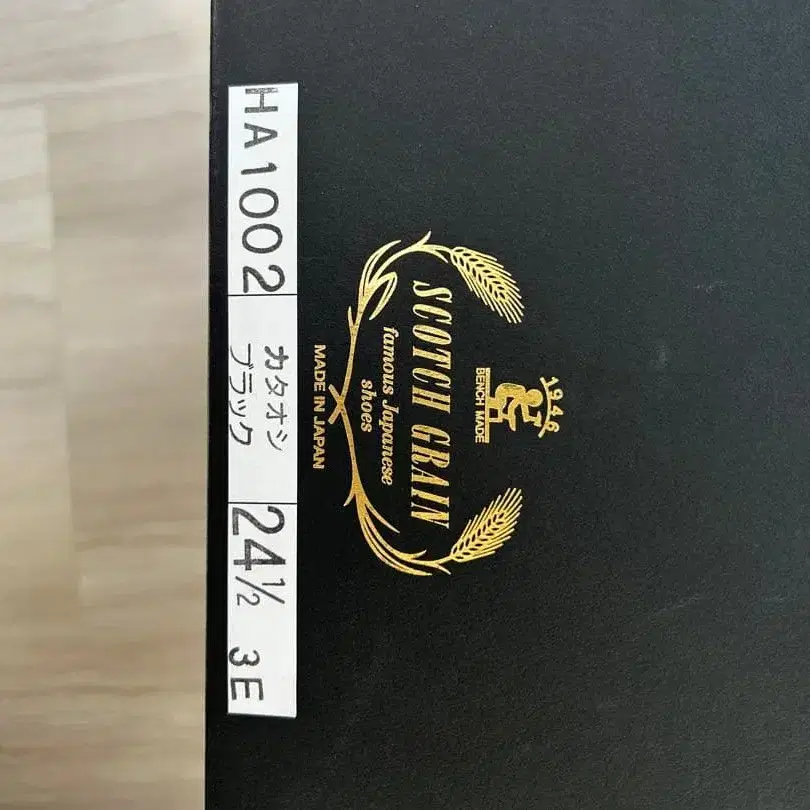 1946
BENCH MADE
SCOTCH GRAIN
famous Japanese
shoes
MADE IN JAPAN
HA1002
カタオシ
ブラック
24½
3E